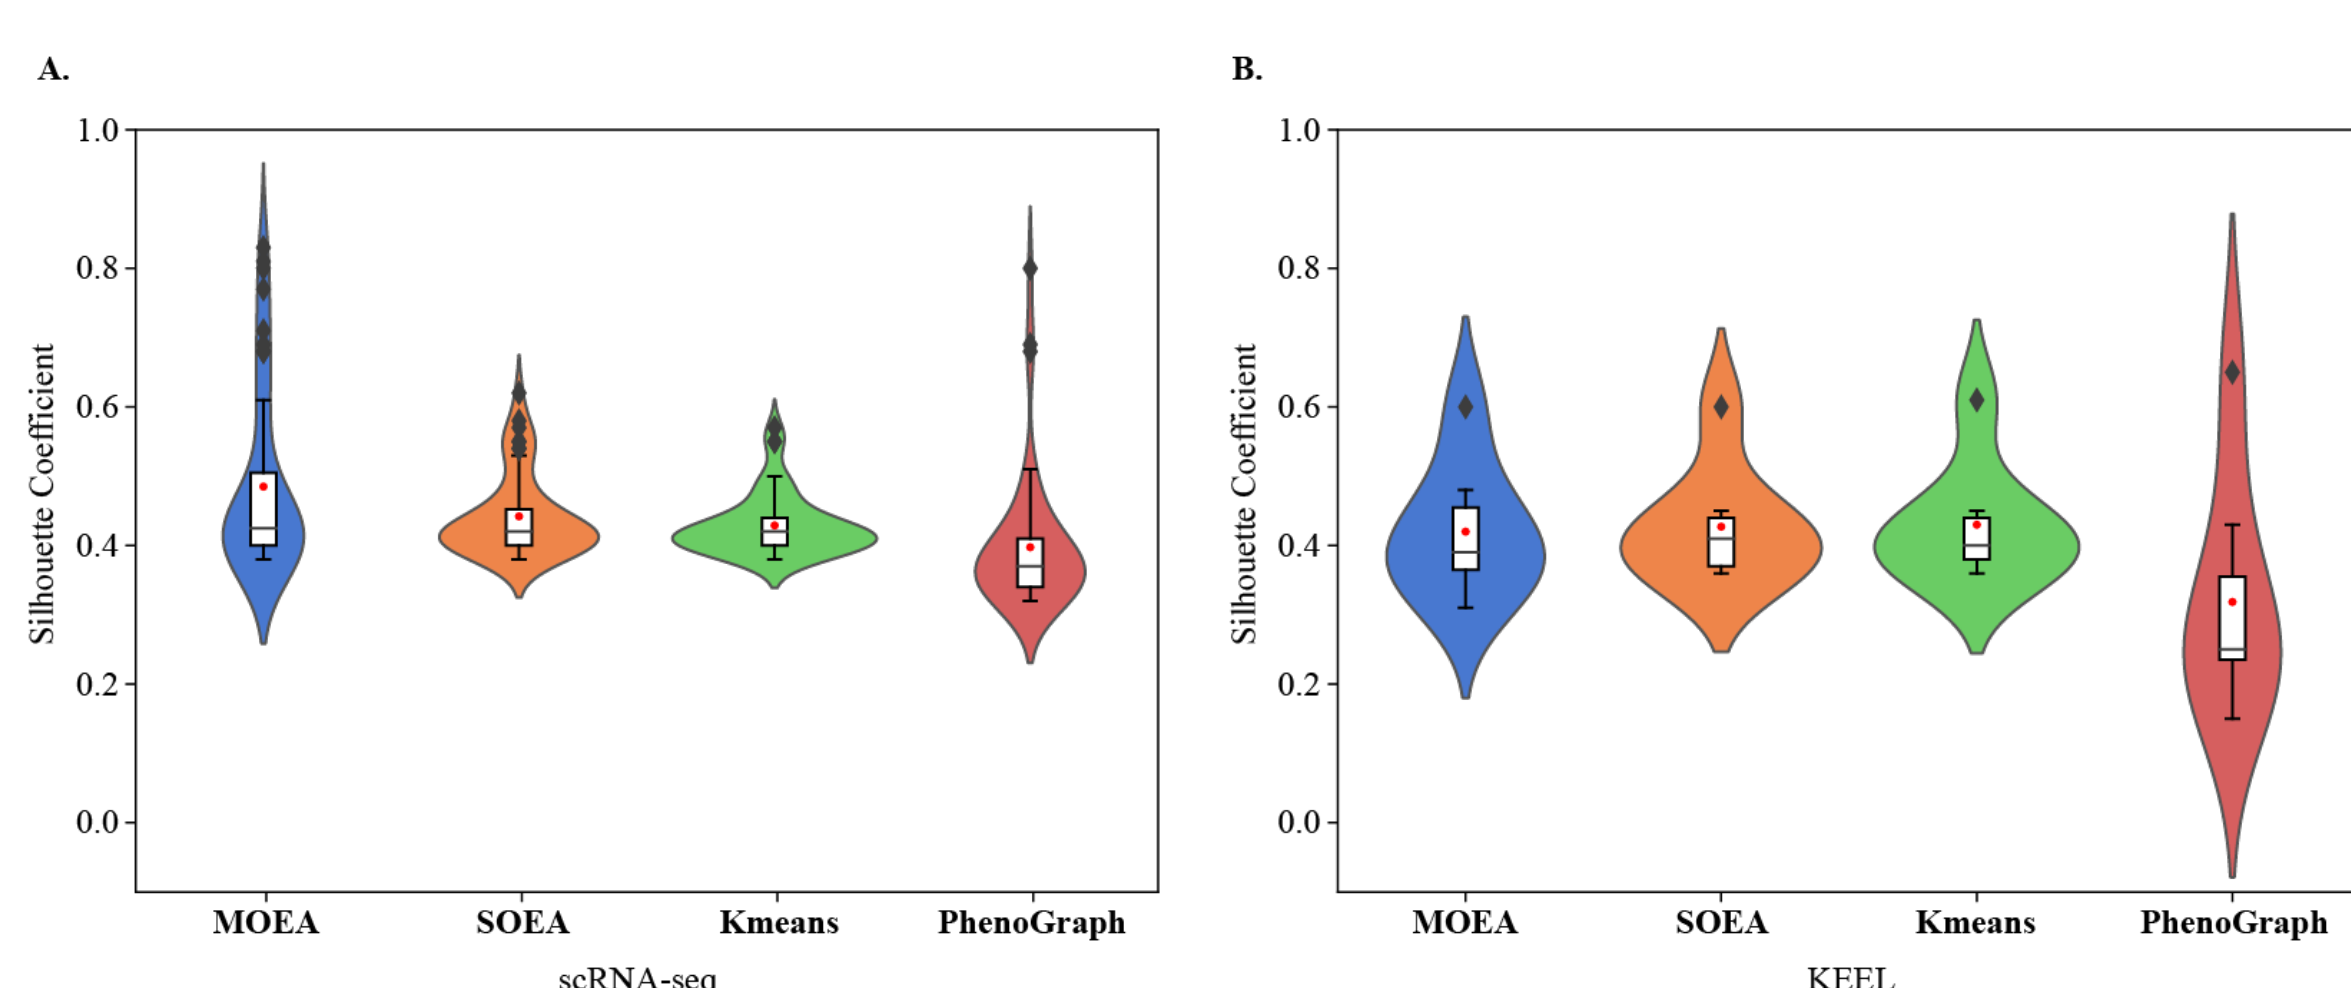 A.
1.0
0.8
0.6
0.4
0.2
0.0
Silhouette Coefficient
MOEA SOEA Kmeans PhenoGraph
scRNA-seq
B.
1.0
0.8
0.6
0.4
0.2
0.0
Silhouette Coefficient
MOEA SOEA Kmeans PhenoGraph
KEEL